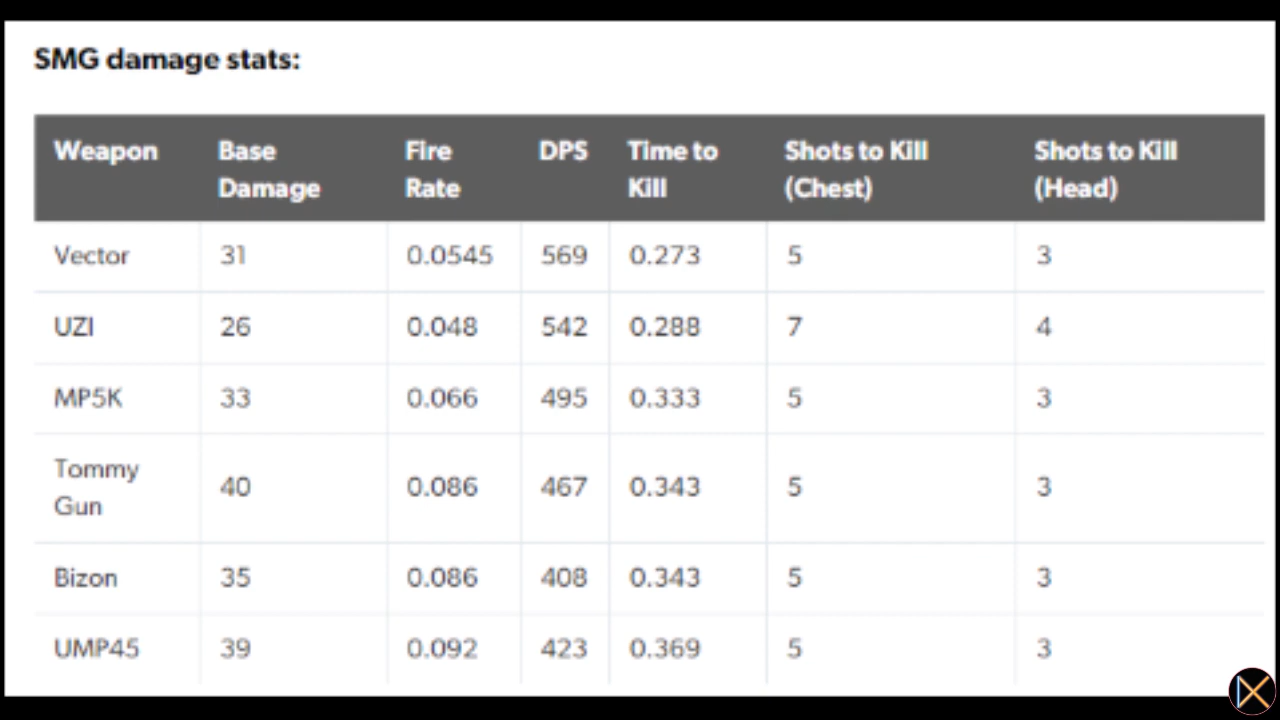 SMG damage stats:
Weapon Base Damage Fire Rate DPS Time to Kill Shots to Kill (Chest) Shots to Kill (Head)
Vector 31 0.0545 569 0.273 5 3
UZI 26 0.048 542 0.288 7 4
MP5K 33 0.066 495 0.333 5 3
Tommy Gun 40 0.086 467 0.343 5 3
Bizon 35 0.086 408 0.343 5 3
UMP45 39 0.092 423 0.369 5 3